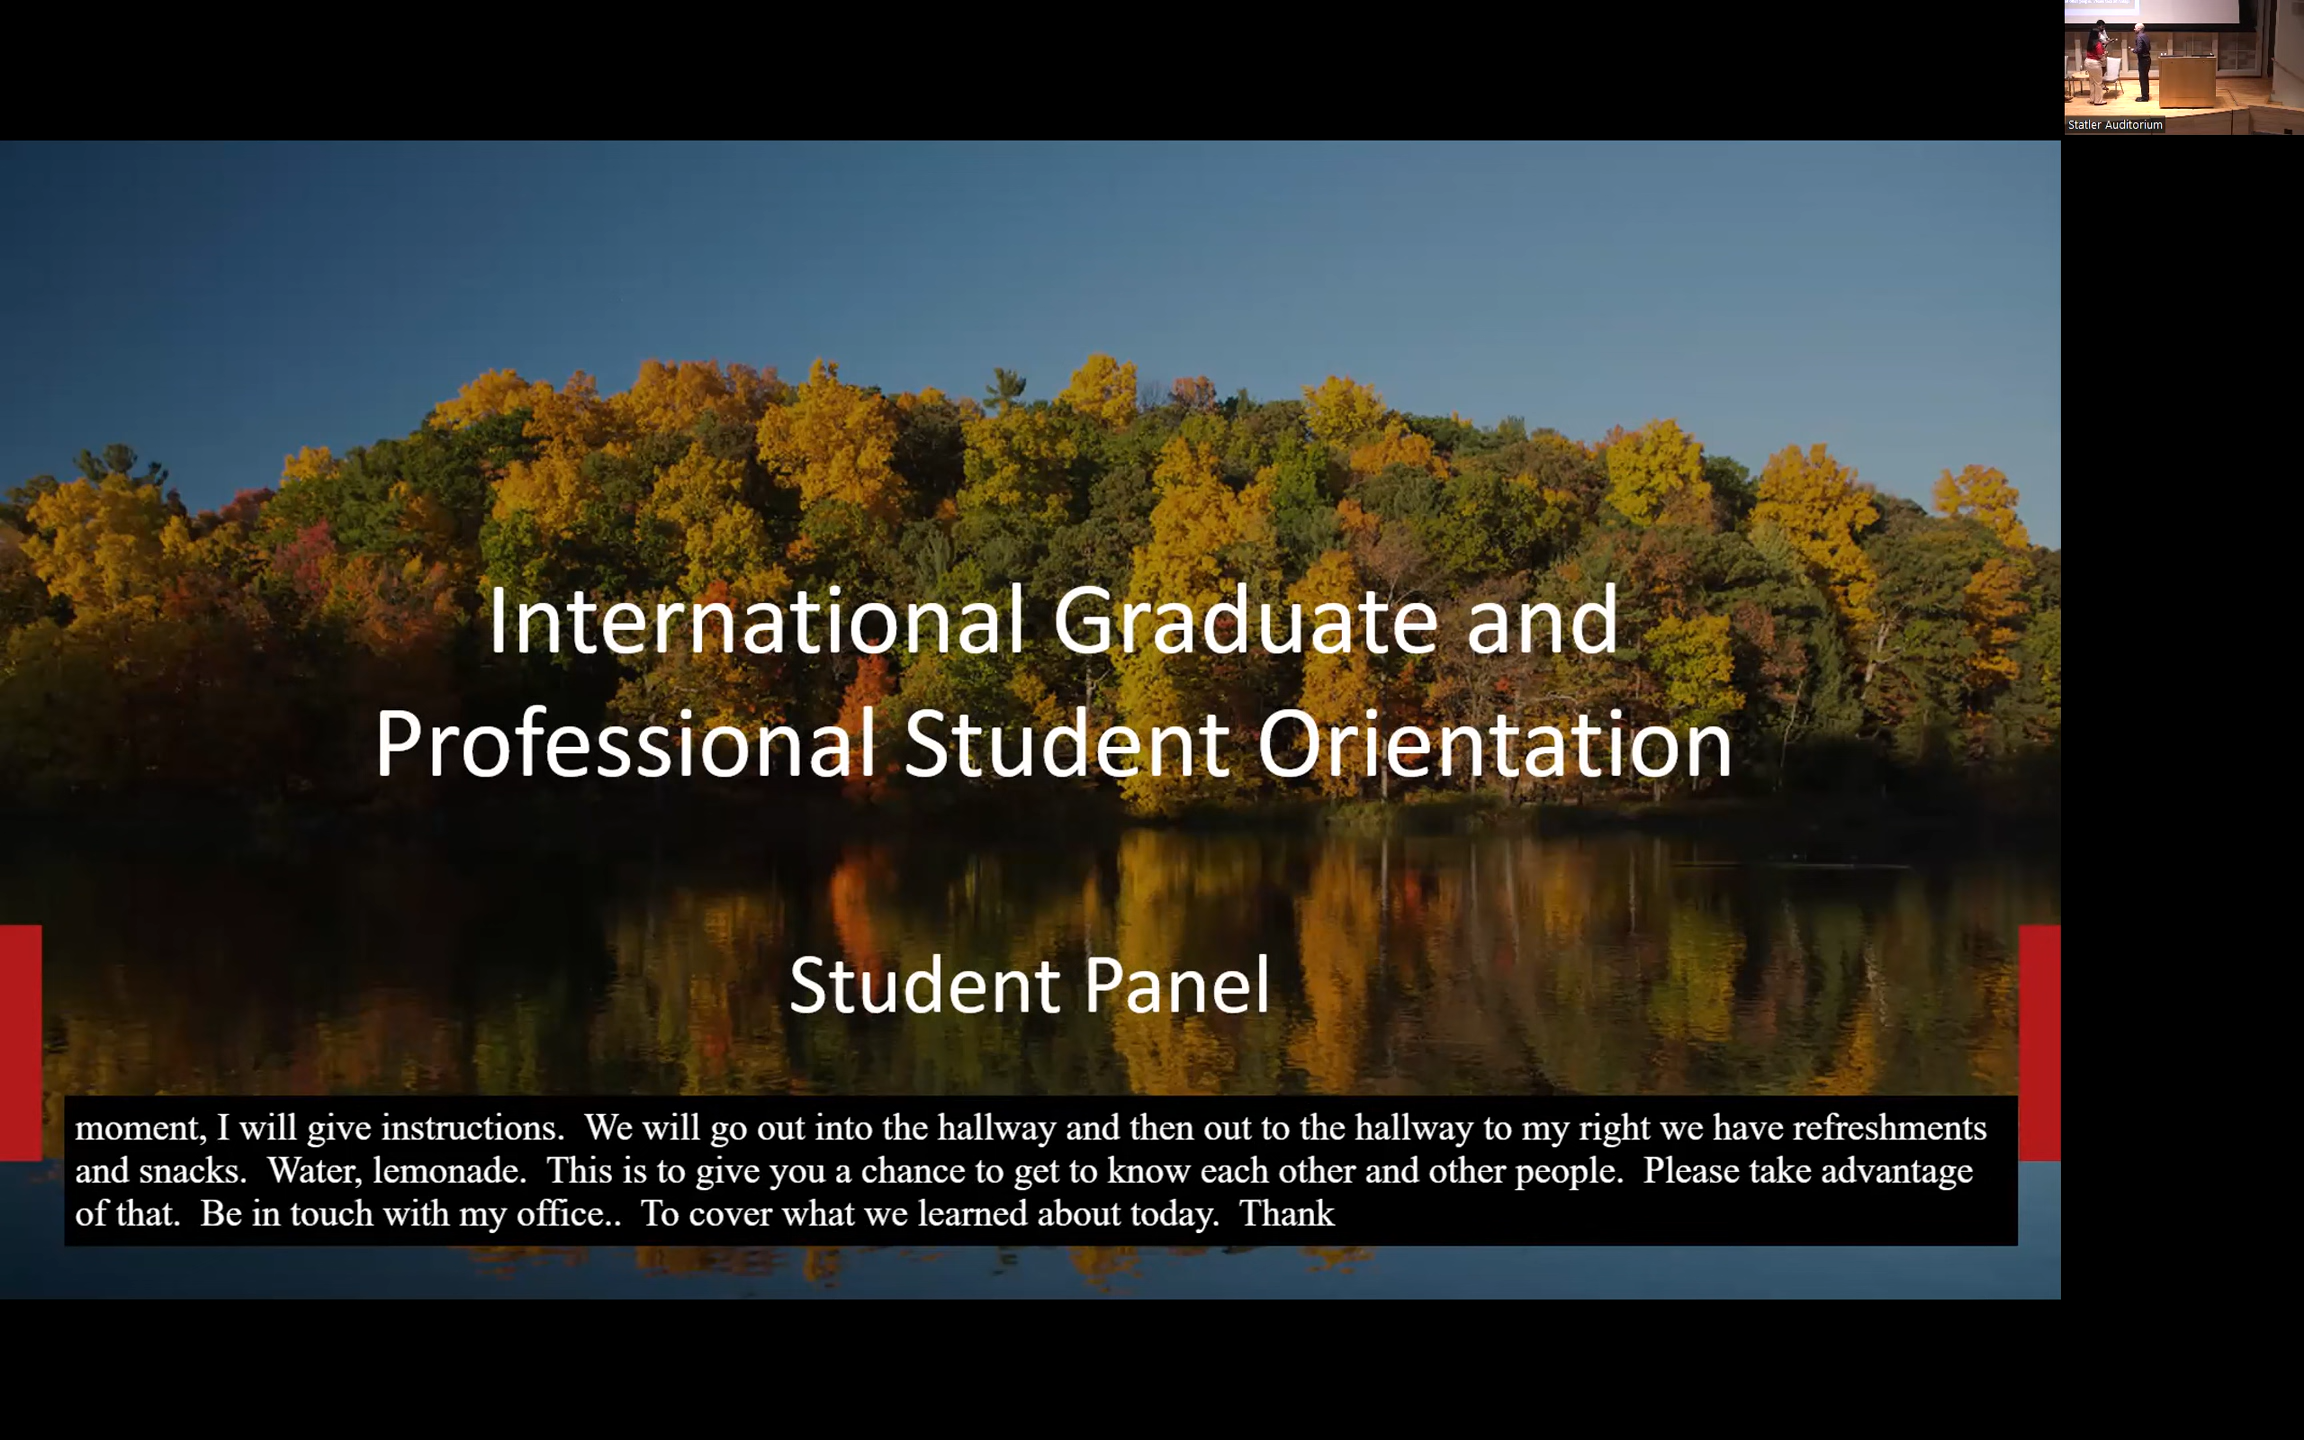 Statler Auditorium
International Graduate and
Professional Student Orientation
Student Panel
moment, I will give instructions.  We will go out into the hallway and then out to the hallway to my right we have refreshments
and snacks.  Water, lemonade.  This is to give you a chance to get to know each other and other people.  Please take advantage
of that.  Be in touch with my office..  To cover what we learned about today.  Thank